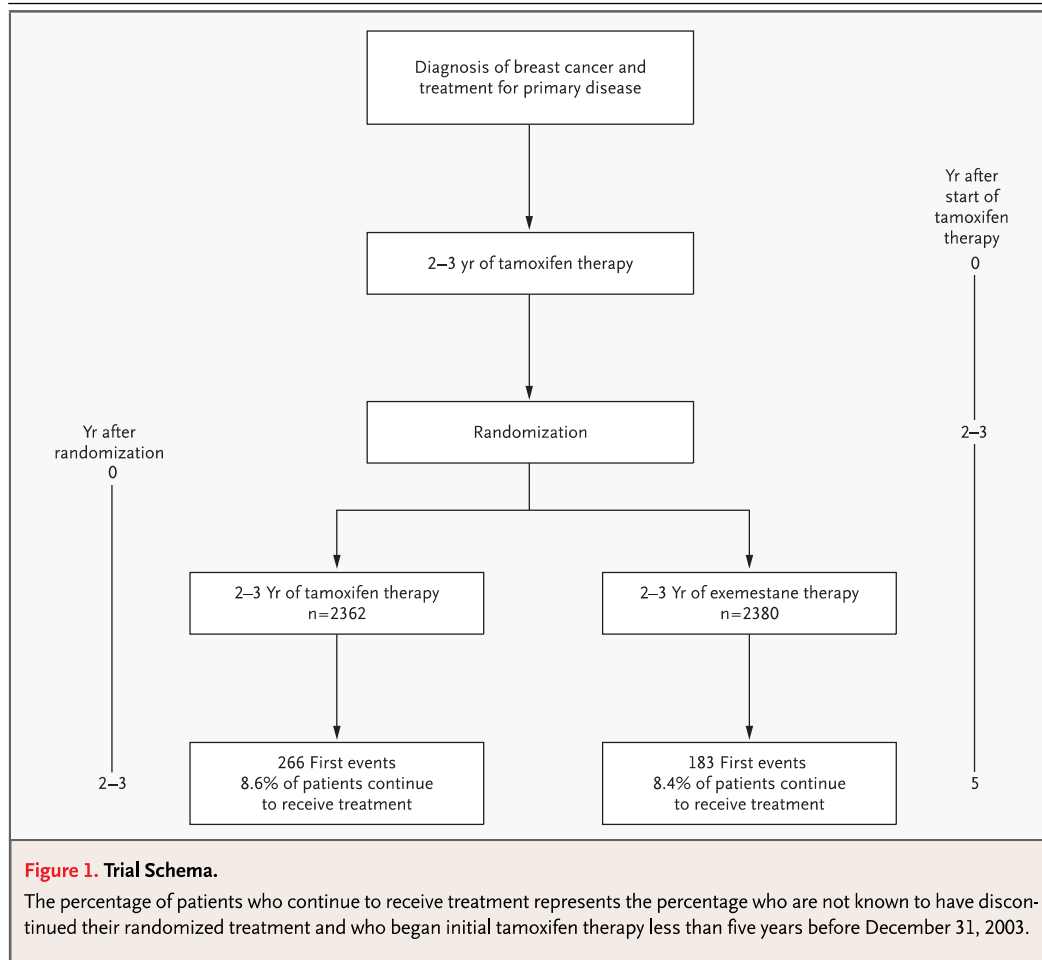 Diagnosis of breast cancer and
treatment for primary disease
Yr after
start of
tamoxifen
therapy
0
2–3 yr of tamoxifen therapy
Randomization
2–3
Yr after
randomization
0
2–3 Yr of tamoxifen therapy
n=2362
2–3 Yr of exemestane therapy
n=2380
2–3
266 First events
8.6% of patients continue
to receive treatment
183 First events
8.4% of patients continue
to receive treatment
5
Figure 1. Trial Schema.
The percentage of patients who continue to receive treatment represents the percentage who are not known to have discon-
tinued their randomized treatment and who began initial tamoxifen therapy less than five years before December 31, 2003.